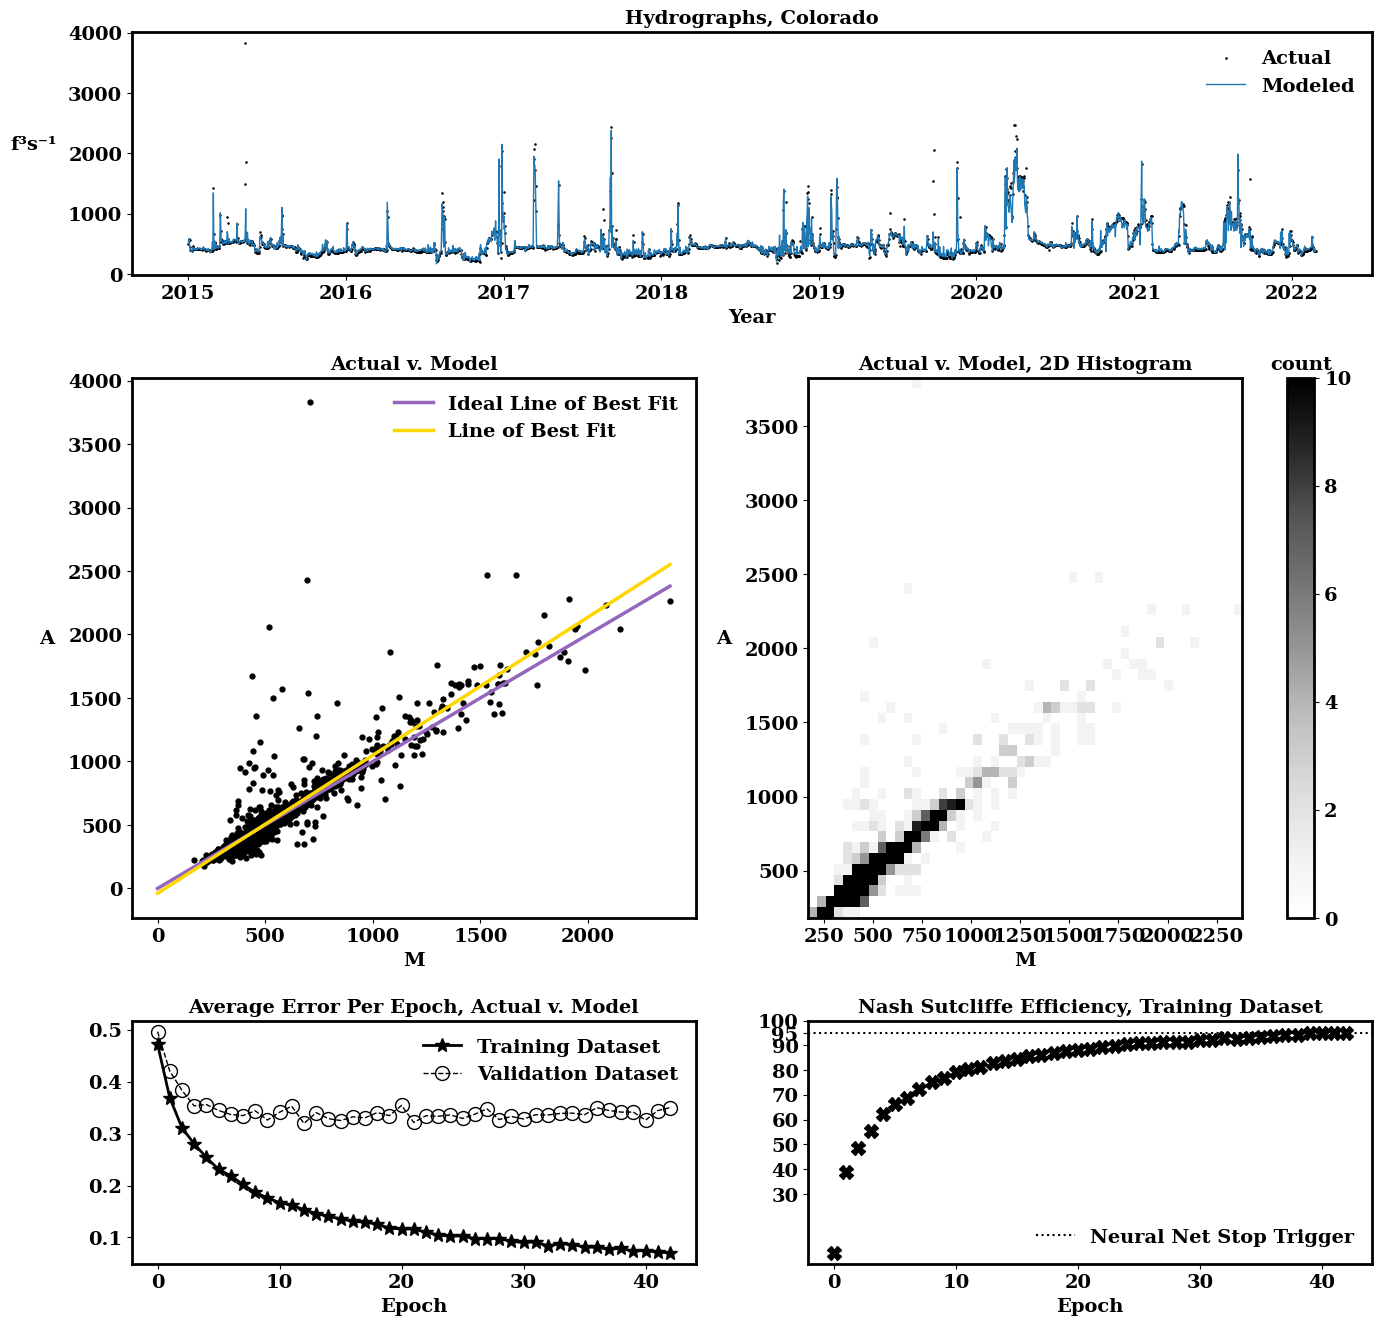 Hydrographs, Colorado
4000
3000
2000
1000
0
f³s⁻¹
Actual
Modeled
2015 2016 2017 2018 2019 2020 2021 2022
Year
Actual v. Model
4000
3500
3000
2500
2000
1500
1000
500
0
A
Ideal Line of Best Fit
Line of Best Fit
0 500 1000 1500 2000
M
Actual v. Model, 2D Histogram
3500
3000
2500
2000
1500
1000
500
A
250 500 750 1000 1250 1500 1750 2000 2250
M
count
10
8
6
4
2
0
Average Error Per Epoch, Actual v. Model
0.5
0.4
0.3
0.2
0.1
Training Dataset
Validation Dataset
0 10 20 30 40
Epoch
Nash Sutcliffe Efficiency, Training Dataset
100
95
90
80
70
60
50
40
30
Neural Net Stop Trigger
0 10 20 30 40
Epoch